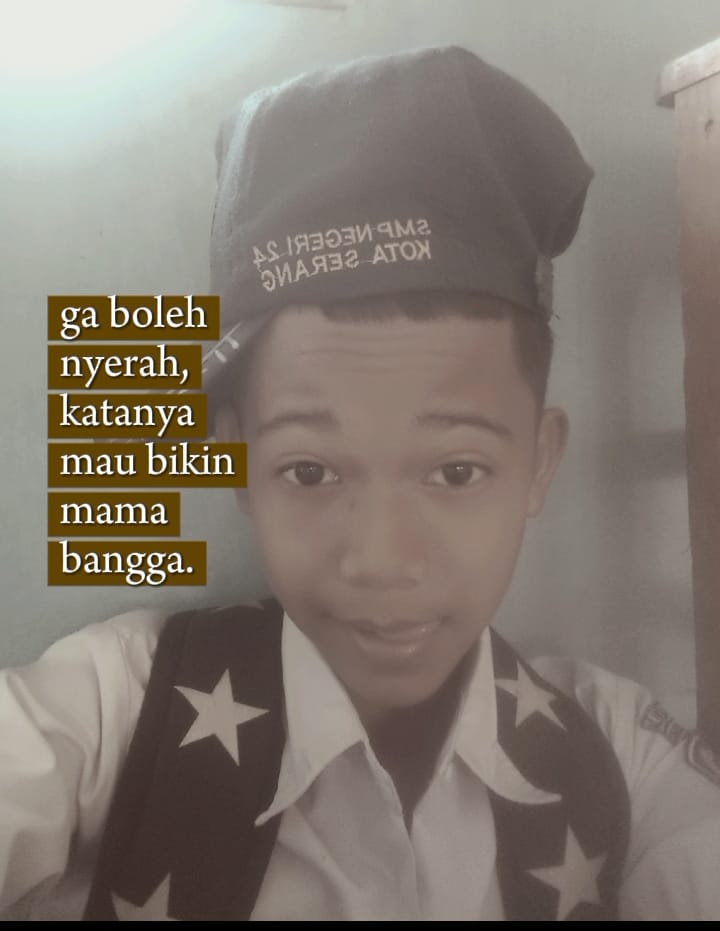 SMP NEGERI 24
KOTA SERANG
ga boleh
nyerah,
katanya
mau bikin
mama
bangga.